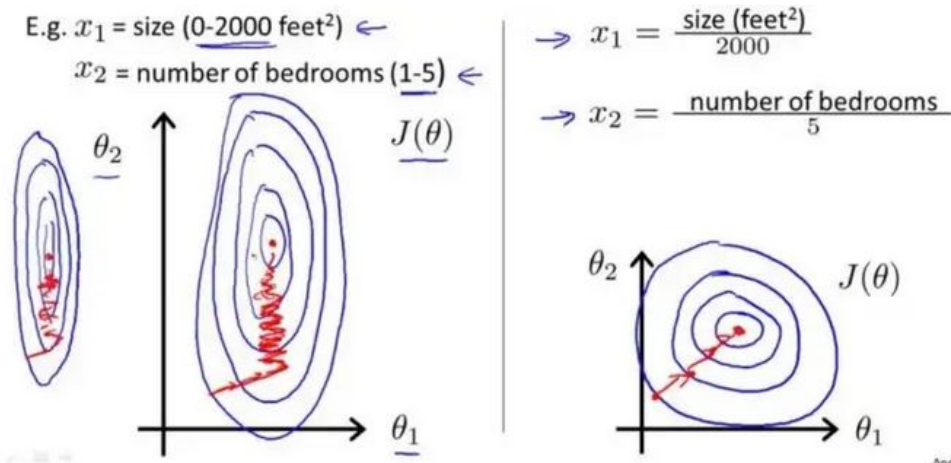 E.g. x₁ = size (0-2000 feet²) ←
x₂ = number of bedrooms (1-5) ←
θ₂
J(θ)
θ₁
→ x₁ = size (feet²) / 2000
→ x₂ = number of bedrooms / 5
θ₂
J(θ)
θ₁